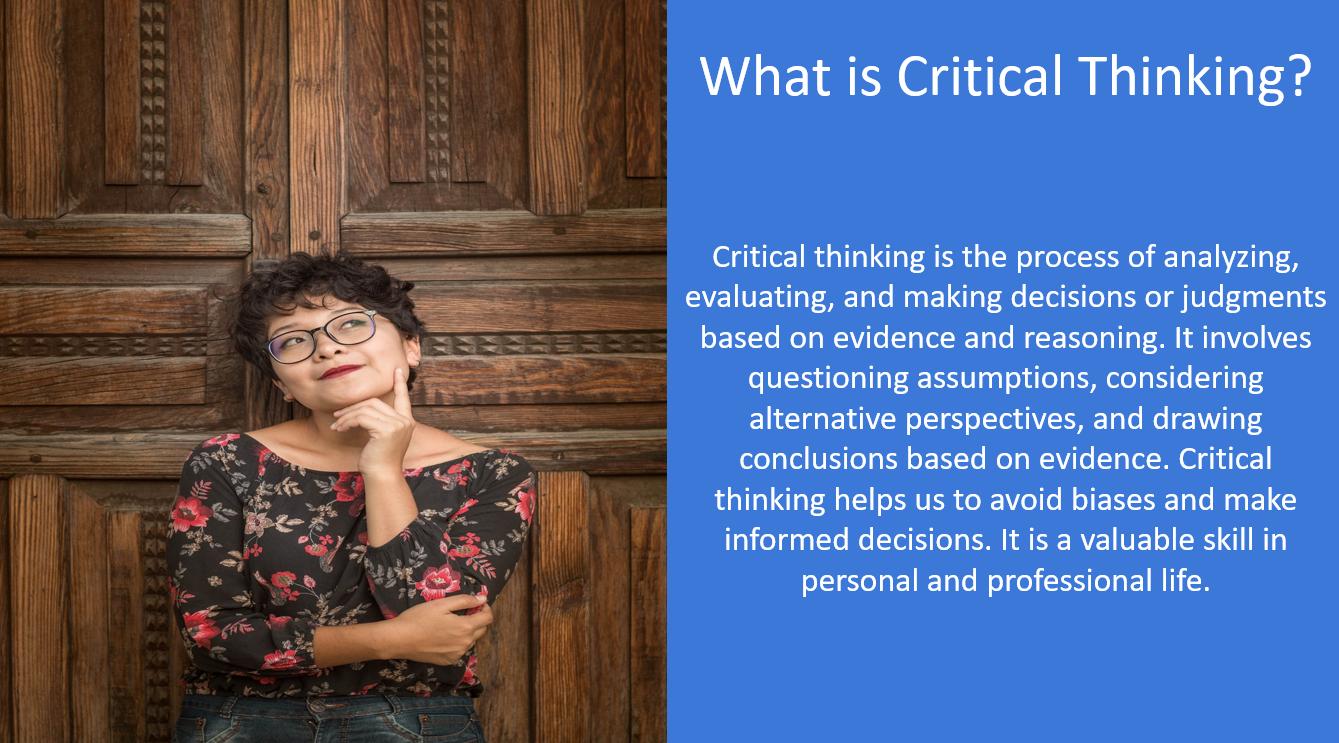 What is Critical Thinking?
Critical thinking is the process of analyzing,
evaluating, and making decisions or judgments
based on evidence and reasoning. It involves
questioning assumptions, considering
alternative perspectives, and drawing
conclusions based on evidence. Critical
thinking helps us to avoid biases and make
informed decisions. It is a valuable skill in
personal and professional life.